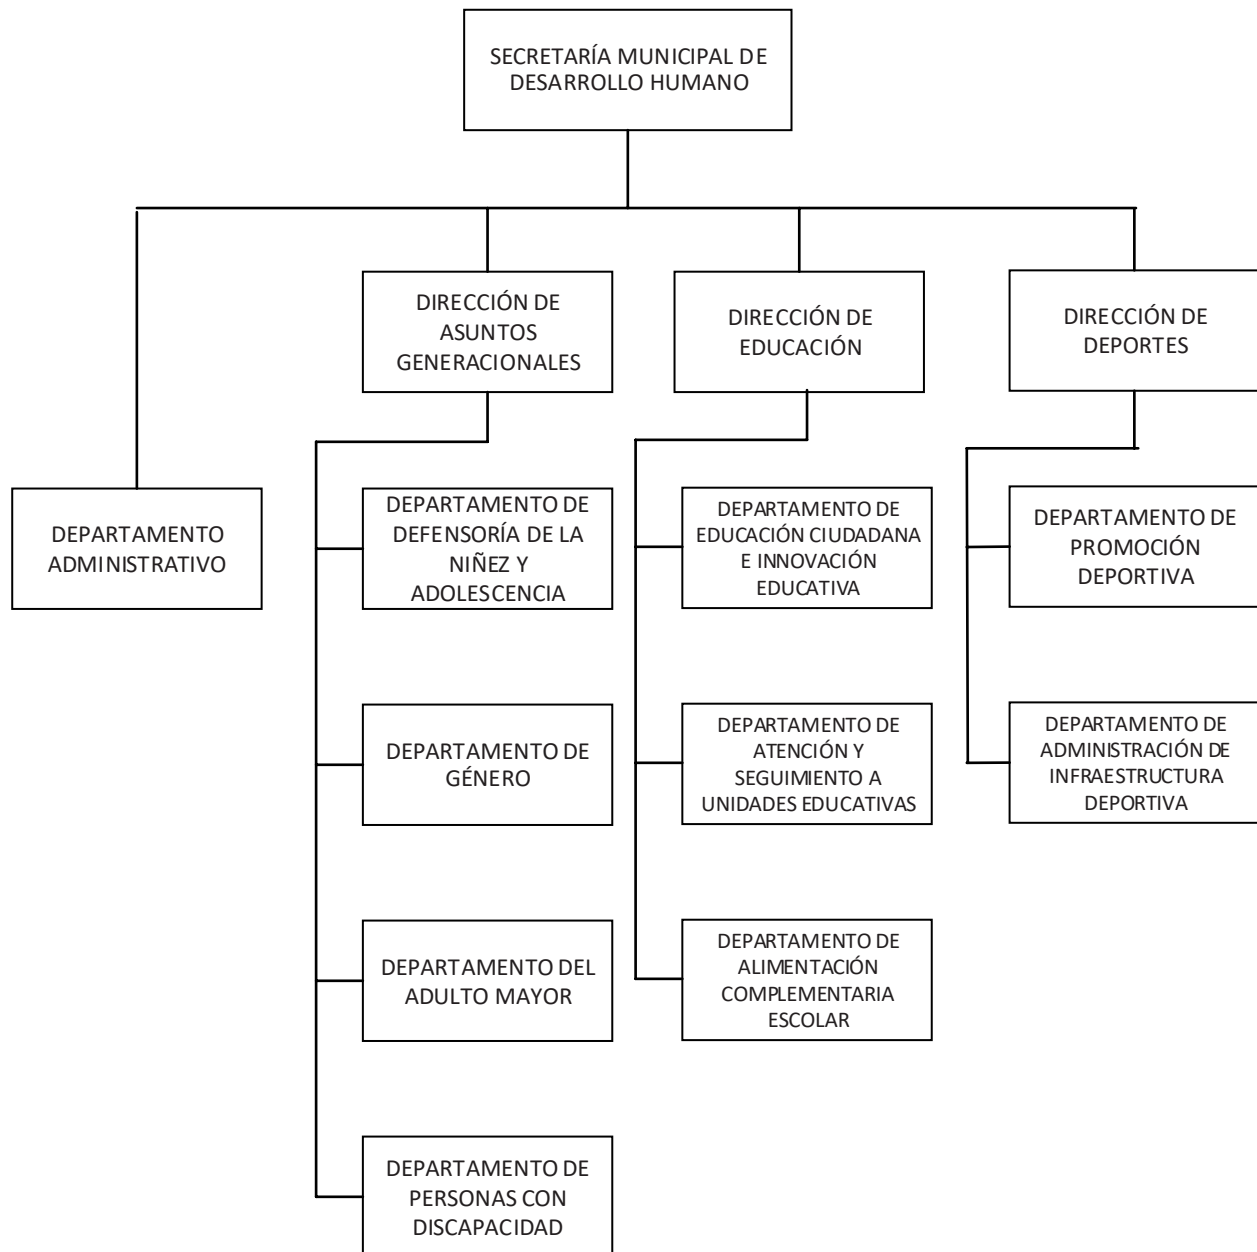 SECRETARÍA MUNICIPAL DE
DESARROLLO HUMANO
DIRECCIÓN DE
ASUNTOS
GENERACIONALES
DIRECCIÓN DE
EDUCACIÓN
DIRECCIÓN DE
DEPORTES
DEPARTAMENTO
ADMINISTRATIVO
DEPARTAMENTO DE
DEFENSORÍA DE LA
NIÑEZ Y
ADOLESCENCIA
DEPARTAMENTO DE
EDUCACIÓN CIUDADANA
E INNOVACIÓN
EDUCATIVA
DEPARTAMENTO DE
PROMOCIÓN
DEPORTIVA
DEPARTAMENTO DE
GÉNERO
DEPARTAMENTO DE
ATENCIÓN Y
SEGUIMIENTO A
UNIDADES EDUCATIVAS
DEPARTAMENTO DE
ADMINISTRACIÓN DE
INFRAESTRUCTURA
DEPORTIVA
DEPARTAMENTO DEL
ADULTO MAYOR
DEPARTAMENTO DE
ALIMENTACIÓN
COMPLEMENTARIA
ESCOLAR
DEPARTAMENTO DE
PERSONAS CON
DISCAPACIDAD